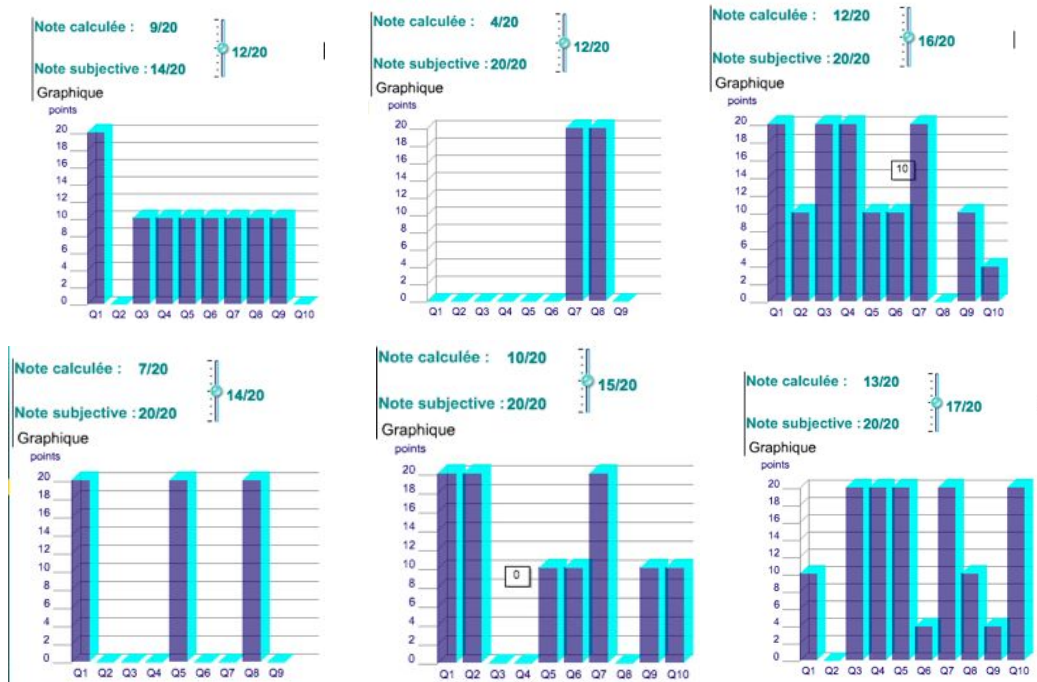 Note calculée : 9/20
12/20
Note subjective : 14/20
Graphique
points
20
18
16
14
12
10
8
6
4
2
0
Q1 Q2 Q3 Q4 Q5 Q6 Q7 Q8 Q9 Q10
Note calculée : 4/20
12/20
Note subjective : 20/20
Graphique
points
20
18
16
14
12
10
8
6
4
2
0
Q1 Q2 Q3 Q4 Q5 Q6 Q7 Q8 Q9
Note calculée : 12/20
16/20
Note subjective : 20/20
Graphique
points
20
18
16
14
12
10
8
6
4
2
0
10
Q1 Q2 Q3 Q4 Q5 Q6 Q7 Q8 Q9 Q10
Note calculée : 7/20
14/20
Note subjective : 20/20
Graphique
points
20
18
16
14
12
10
8
6
4
2
0
Q1 Q2 Q3 Q4 Q5 Q6 Q7 Q8 Q9
Note calculée : 10/20
15/20
Note subjective : 20/20
Graphique
points
20
18
16
14
12
10
8
6
4
2
0
0
Q1 Q2 Q3 Q4 Q5 Q6 Q7 Q8 Q9 Q10
Note calculée : 13/20
17/20
Note subjective : 20/20
Graphique
points
20
18
16
14
12
10
8
6
4
2
0
Q1 Q2 Q3 Q4 Q5 Q6 Q7 Q8 Q9 Q10